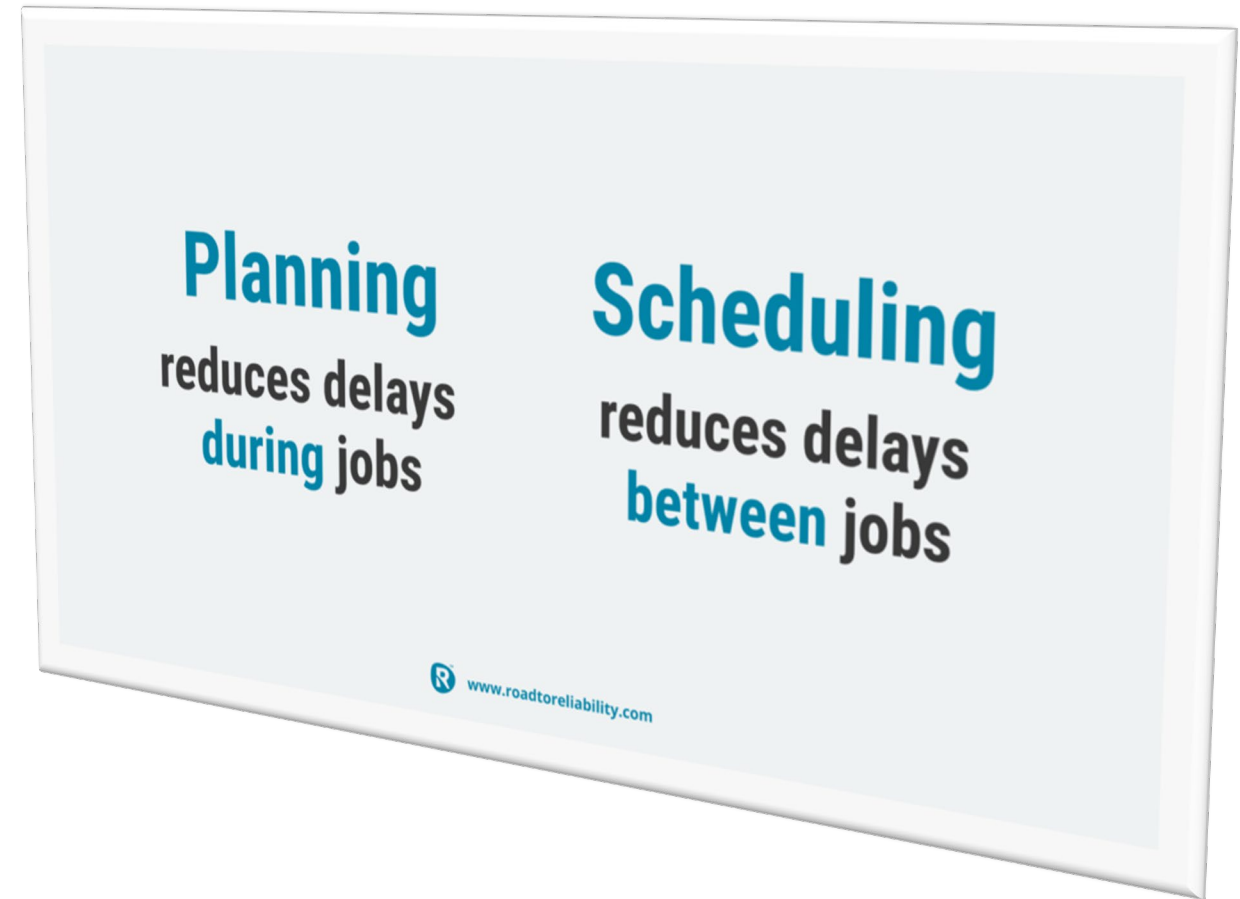 Planning
reduces delays
during jobs
Scheduling
reduces delays
between jobs
R www.roadtoreliability.com